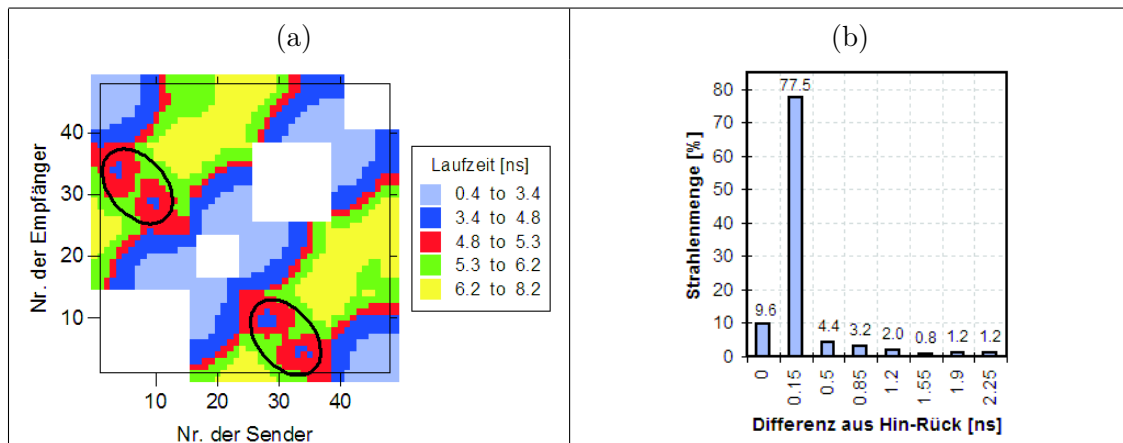 (a)
Nr. der Empfänger
40
30
20
10
10 20 30 40
Nr. der Sender
Laufzeit [ns]
0.4 to 3.4
3.4 to 4.8
4.8 to 5.3
5.3 to 6.2
6.2 to 8.2
(b)
Strahlenmenge [%]
80
70
60
50
40
30
20
10
0
9.6
77.5
4.4
3.2
2.0
0.8
1.2
1.2
0 0.15 0.5 0.85 1.2 1.55 1.9 2.25
Differenz aus Hin-Rück [ns]